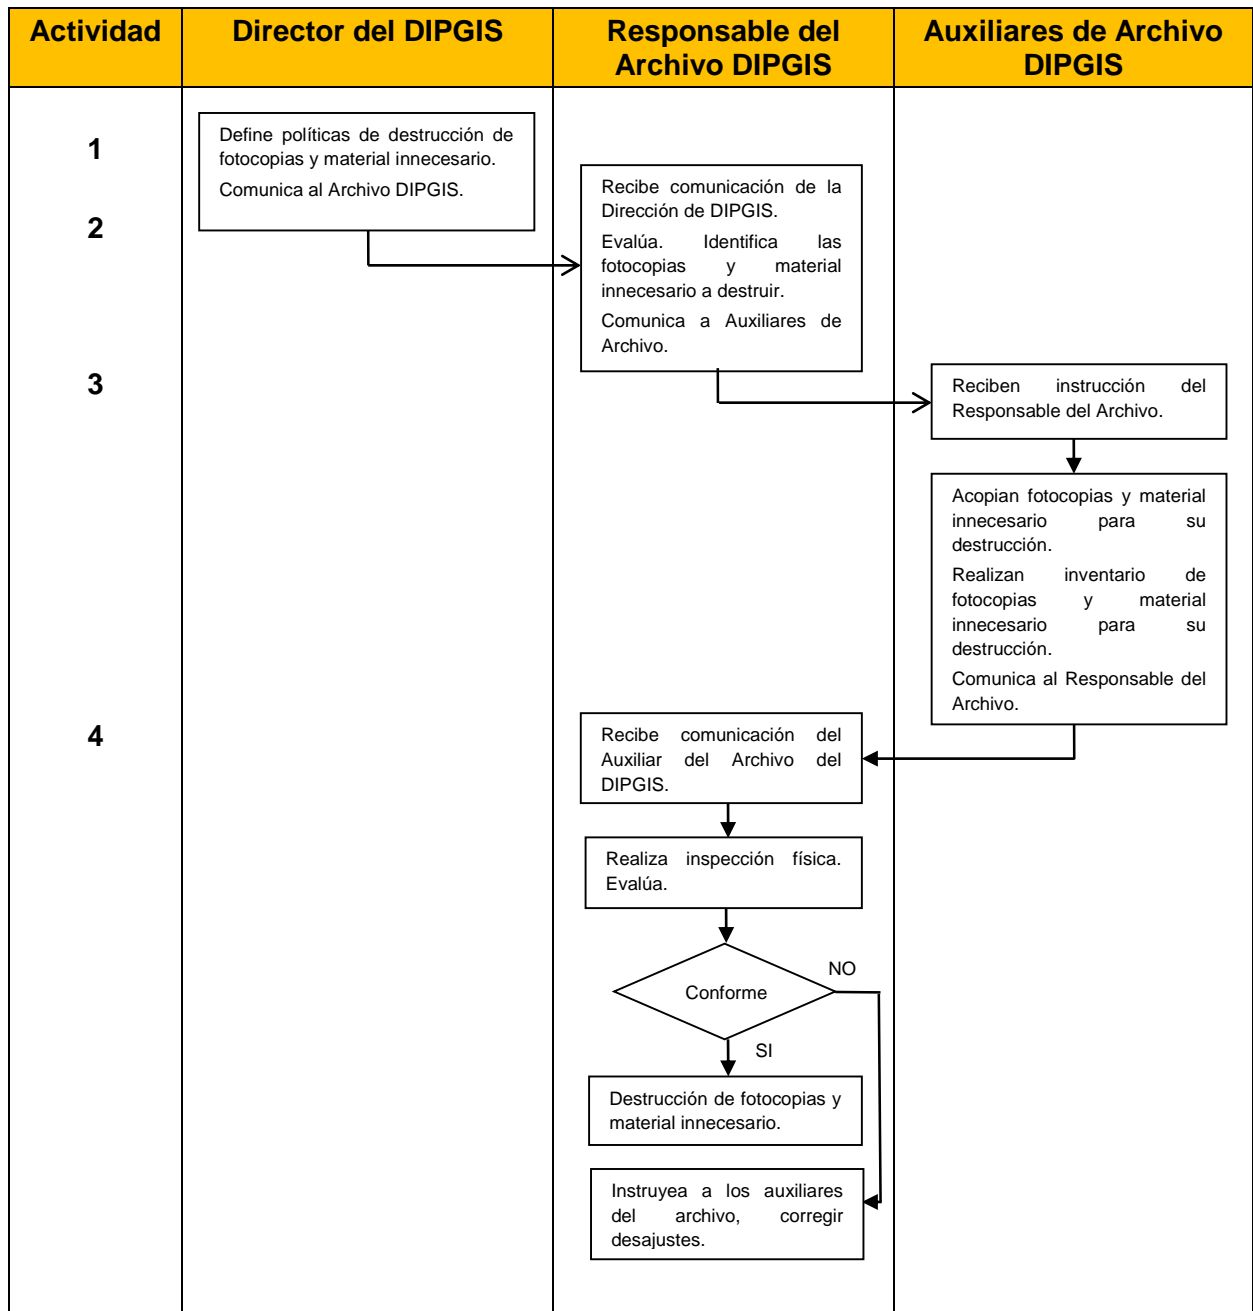 Actividad
Director del DIPGIS
Responsable del
Archivo DIPGIS
Auxiliares de Archivo
DIPGIS
1
Define políticas de destrucción de
fotocopias y material innecesario.
Comunica al Archivo DIPGIS.
2
Recibe comunicación de la
Dirección de DIPGIS.
Evalúa. Identifica las
fotocopias y material
innecesario a destruir.
Comunica a Auxiliares de
Archivo.
3
Reciben instrucción del
Responsable del Archivo.
Acopian fotocopias y material
innecesario para su
destrucción.
Realizan inventario de
fotocopias y material
innecesario para su
destrucción.
Comunica al Responsable del
Archivo.
4
Recibe comunicación del
Auxiliar del Archivo del
DIPGIS.
Realiza inspección física.
Evalúa.
Conforme
NO
SI
Destrucción de fotocopias y
material innecesario.
Instruyea a los auxiliares
del archivo, corregir
desajustes.